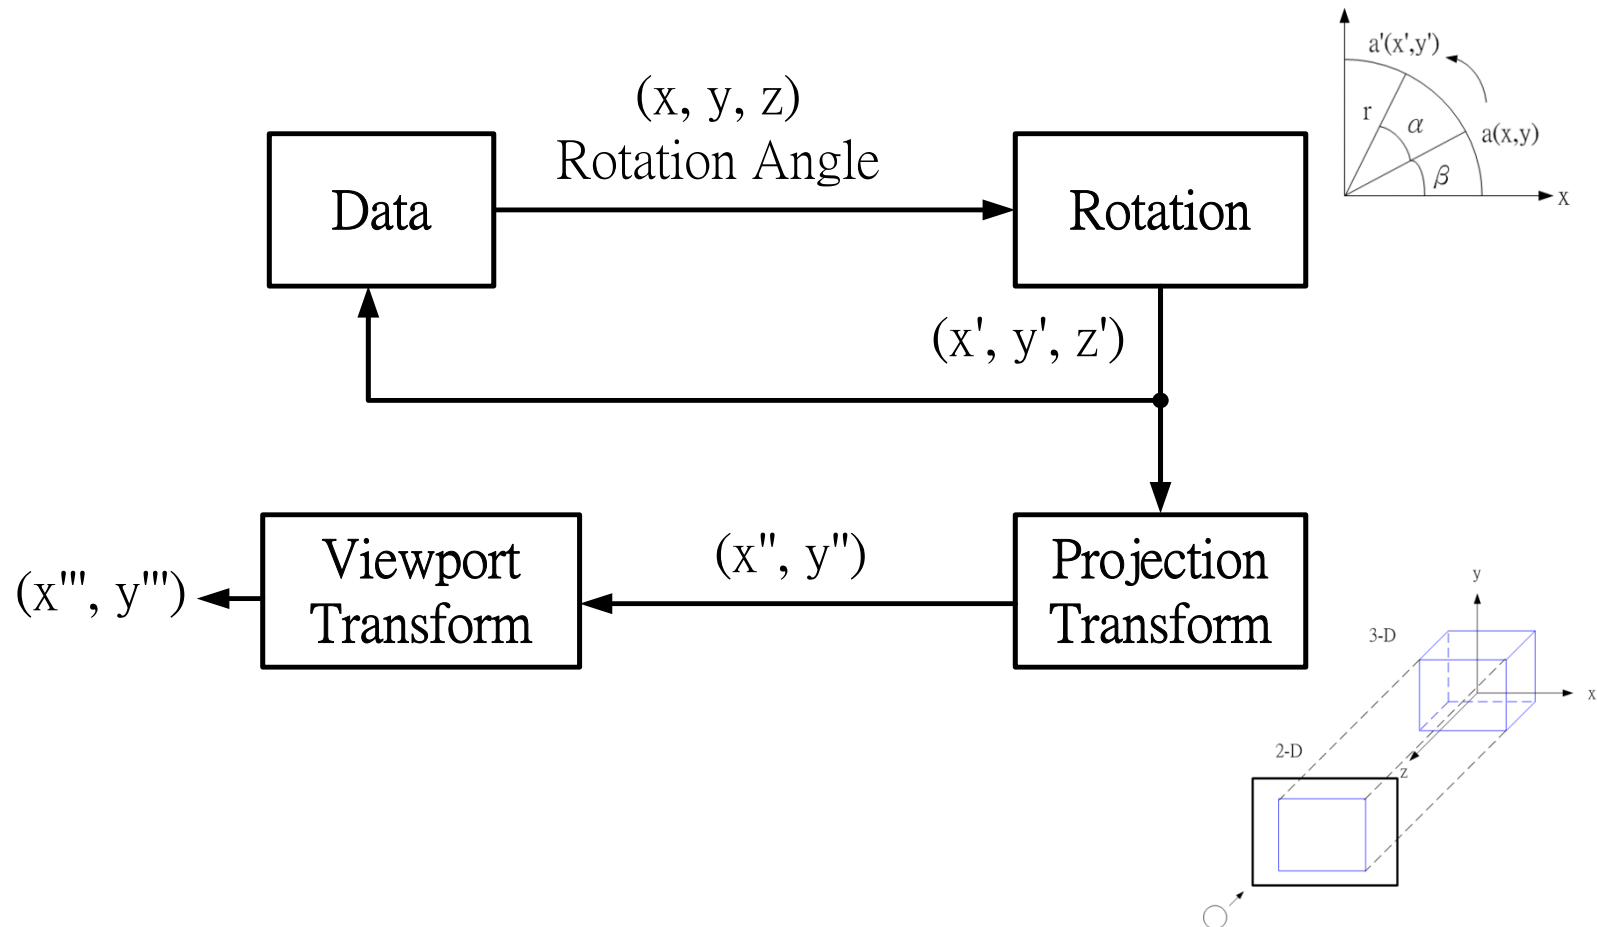 (x, y, z)
Rotation Angle
Data
Rotation
(x', y', z')
Viewport
Transform
(x'', y'')
Projection
Transform
(x''', y''')
a'(x',y')
r
α
a(x,y)
β
x
y
3-D
x
2-D
z